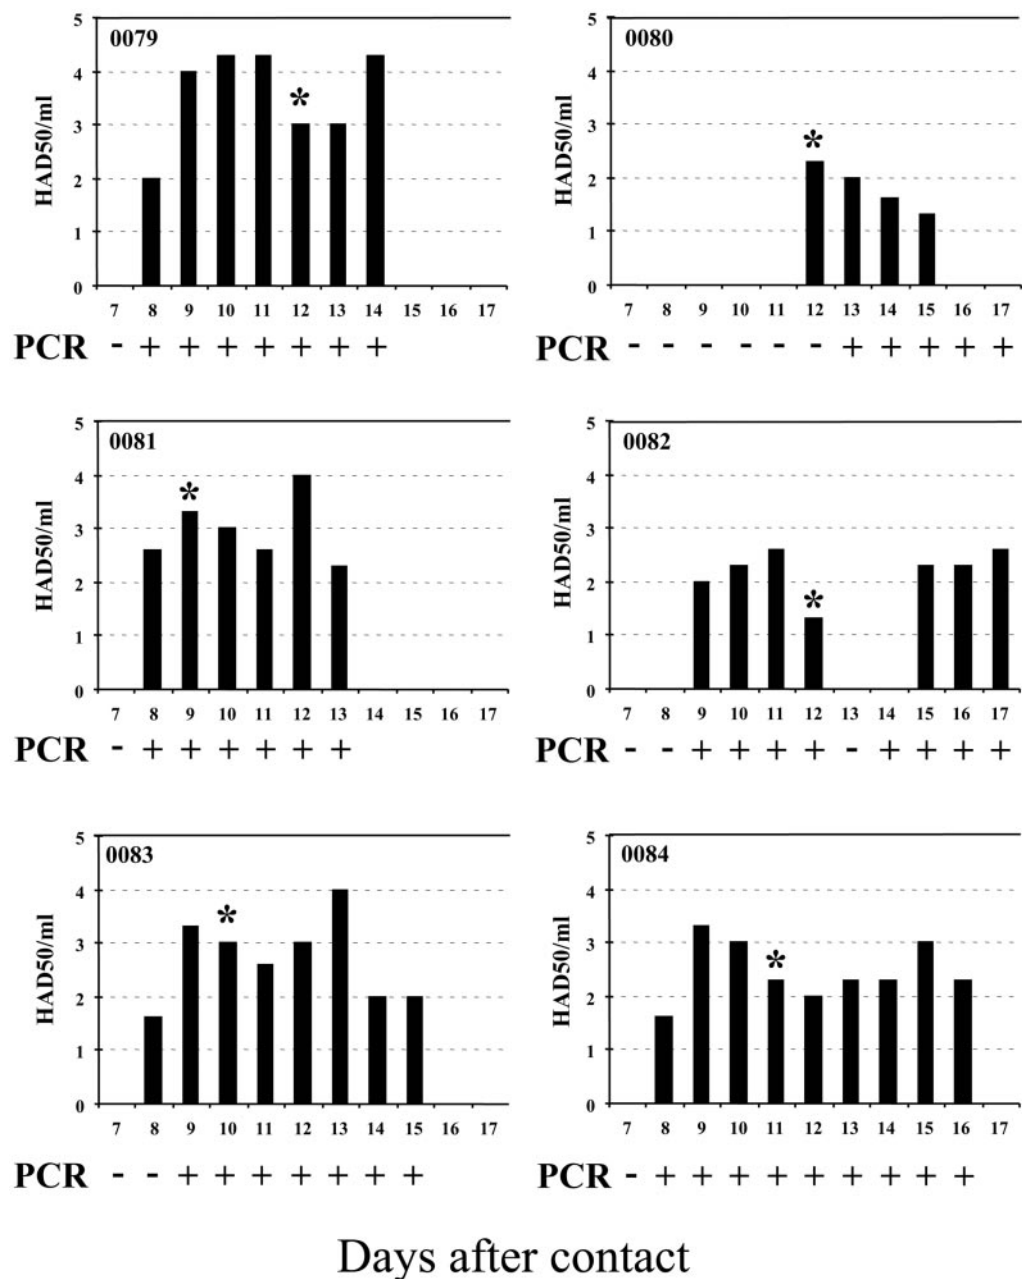 0079
HAD50/ml
5
4
3
2
1
0
*
7 8 9 10 11 12 13 14 15 16 17
PCR - + + + + + + +
0080
HAD50/ml
5
4
3
2
1
0
*
7 8 9 10 11 12 13 14 15 16 17
PCR - - - - - - + + + + +
0081
HAD50/ml
5
4
3
2
1
0
*
7 8 9 10 11 12 13 14 15 16 17
PCR - + + + + + +
0082
HAD50/ml
5
4
3
2
1
0
*
7 8 9 10 11 12 13 14 15 16 17
PCR - - + + + + - + + + +
0083
HAD50/ml
5
4
3
2
1
0
*
7 8 9 10 11 12 13 14 15 16 17
PCR - - + + + + + + +
0084
HAD50/ml
5
4
3
2
1
0
*
7 8 9 10 11 12 13 14 15 16 17
PCR - + + + + + + + + +
Days after contact